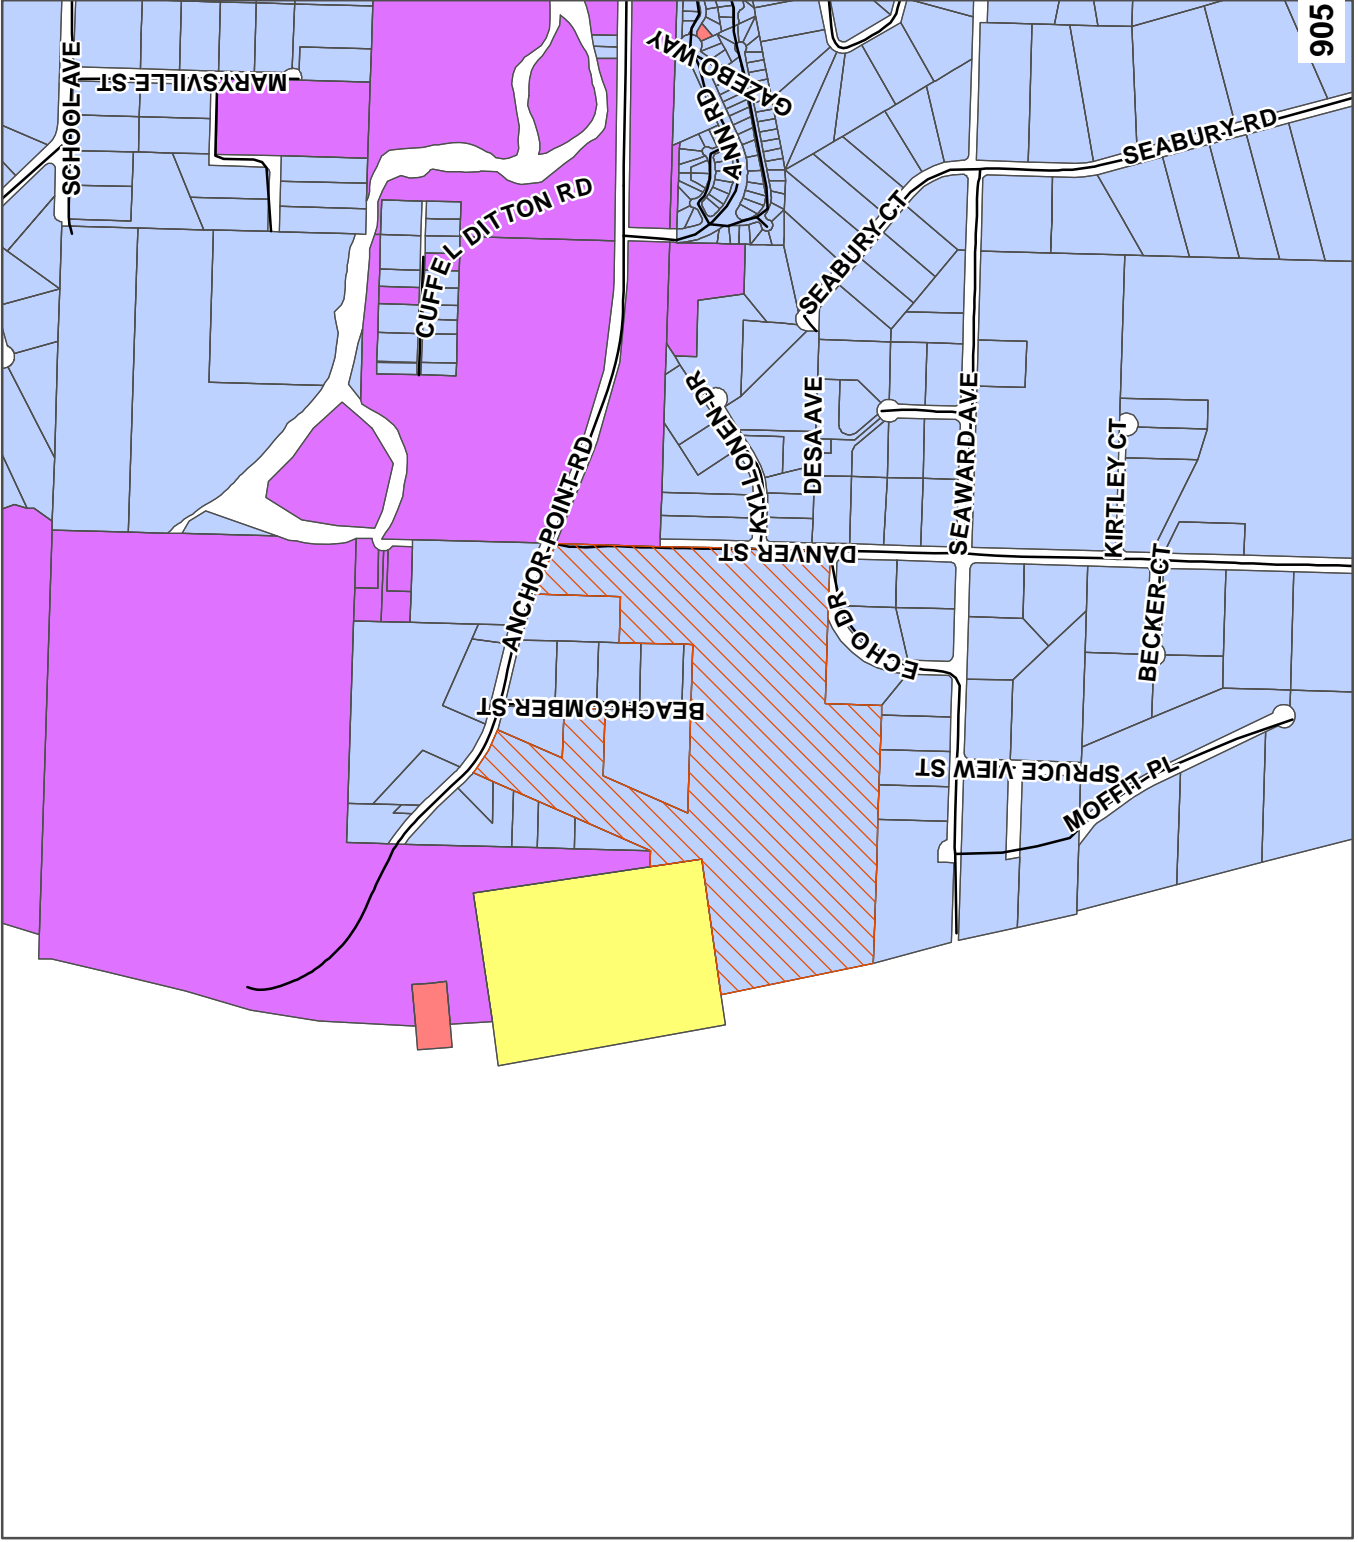 905
SCHOOL AVE
MARYSVILLE ST
GAZEBO WAY
ANN RD
SEABURY RD
CUFFEL DITTON RD
SEABURY CT
KYLLONEN DR
DESA AVE
SEAWARD AVE
KIRTLEY CT
ANCHOR POINT RD
DANVER ST
ECHO DR
BECKER CT
BEACHCOMBER ST
SPRUCE VIEW ST
MOFFIT PL